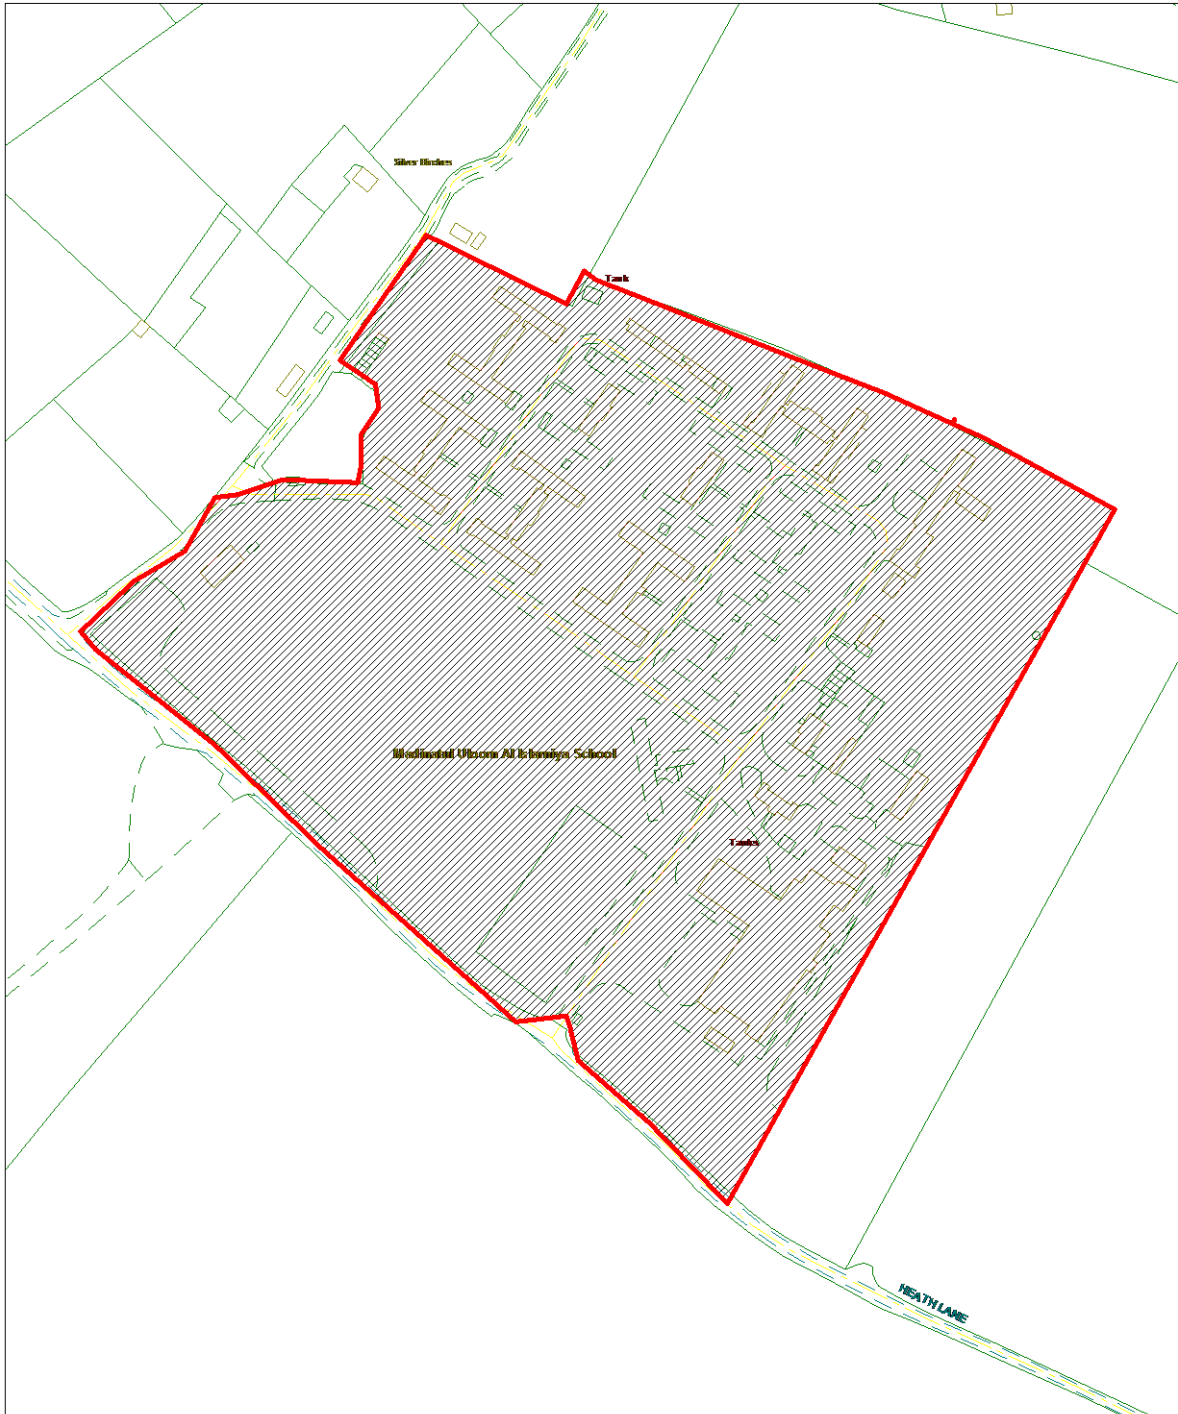 Silver Birches
Tank
Madinatul Uloom Al Islamiya School
Tanks
HEATH LANE